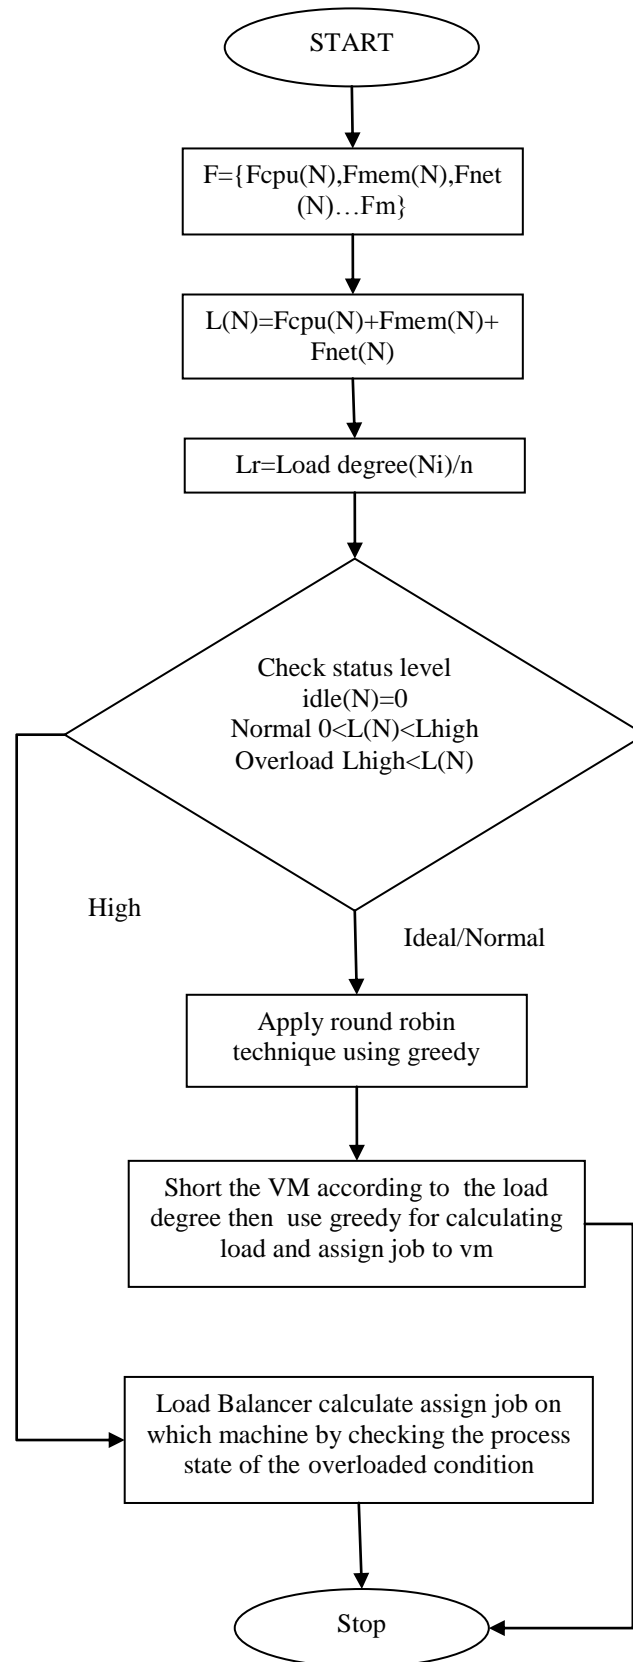 START
F={Fcpu(N),Fmem(N),Fnet
(N)…Fm}
L(N)=Fcpu(N)+Fmem(N)+
Fnet(N)
Lr=Load degree(Ni)/n
Check status level
idle(N)=0
Normal 0<L(N)<Lhigh
Overload Lhigh<L(N)
High
Ideal/Normal
Apply round robin
technique using greedy
Short the VM according to  the load
degree then  use greedy for calculating
load and assign job to vm
Load Balancer calculate assign job on
which machine by checking the process
state of the overloaded condition
Stop